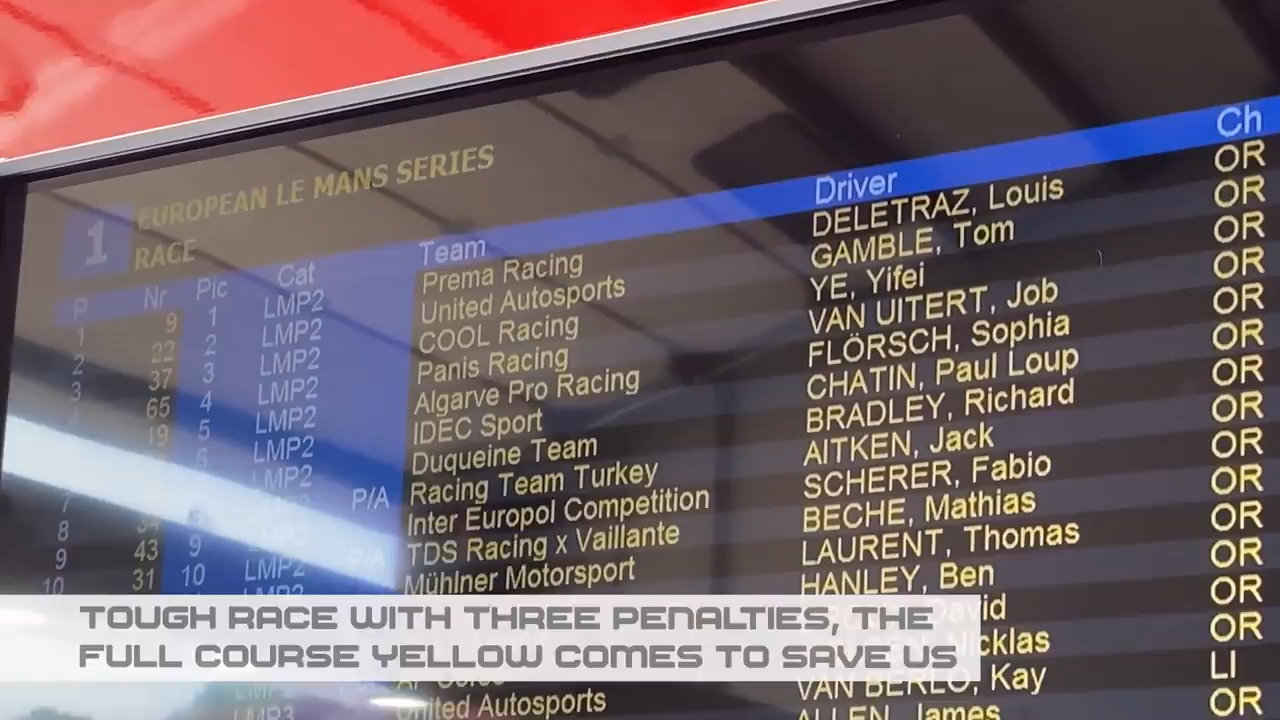 EUROPEAN LE MANS SERIES
1 RACE
P Nr Pic Cat Team Driver Ch
1 9 1 LMP2 Prema Racing DELETRAZ, Louis OR
2 22 2 LMP2 United Autosports GAMBLE, Tom OR
3 37 3 LMP2 COOL Racing YE, Yifei OR
65 4 LMP2 Panis Racing VAN UITERT, Job OR
19 5 LMP2 Algarve Pro Racing FLÖRSCH, Sophia OR
LMP2 IDEC Sport CHATIN, Paul Loup OR
7 LMP2 Duqueine Team BRADLEY, Richard OR
8 34 P/A Racing Team Turkey AITKEN, Jack OR
9 43 9 Inter Europol Competition SCHERER, Fabio OR
10 31 10 LMP2 P/A TDS Racing x Vaillante BECHE, Mathias OR
Mühlner Motorsport LAURENT, Thomas OR
HANLEY, Ben OR
OR
Nicklas OR
VAN BERLO, Kay LI
LMP3 United Autosports ALLEN, James OR
TOUGH RACE WITH THREE PENALTIES, THE
FULL COURSE YELLOW COMES TO SAVE US